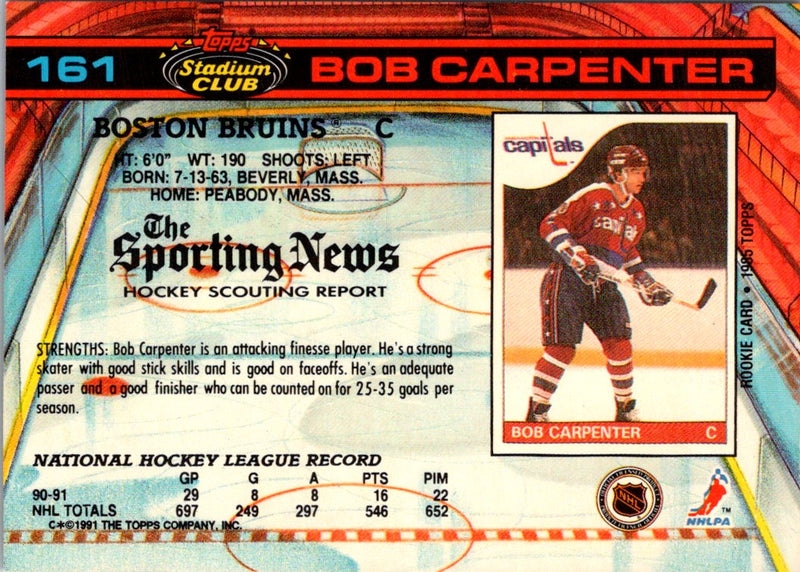 161
Topps
Stadium
CLUB
BOB CARPENTER
BOSTON BRUINS® C
HT: 6'0" WT: 190 SHOOTS: LEFT
BORN: 7-13-63, BEVERLY, MASS.
HOME: PEABODY, MASS.
The
Sporting News
HOCKEY SCOUTING REPORT
STRENGTHS: Bob Carpenter is an attacking finesse player. He's a strong
skater with good stick skills and is good on faceoffs. He's an adequate
passer and a good finisher who can be counted on for 25-35 goals per
season.
capitals
capitals
BOB CARPENTER C
ROOKIE CARD • 1985 TOPPS
NATIONAL HOCKEY LEAGUE RECORD
GP G A PTS PIM
90-91 29 8 8 16 22
NHL TOTALS 697 249 297 546 652
C*©1991 THE TOPPS COMPANY, INC.
NHL
NHLPA™